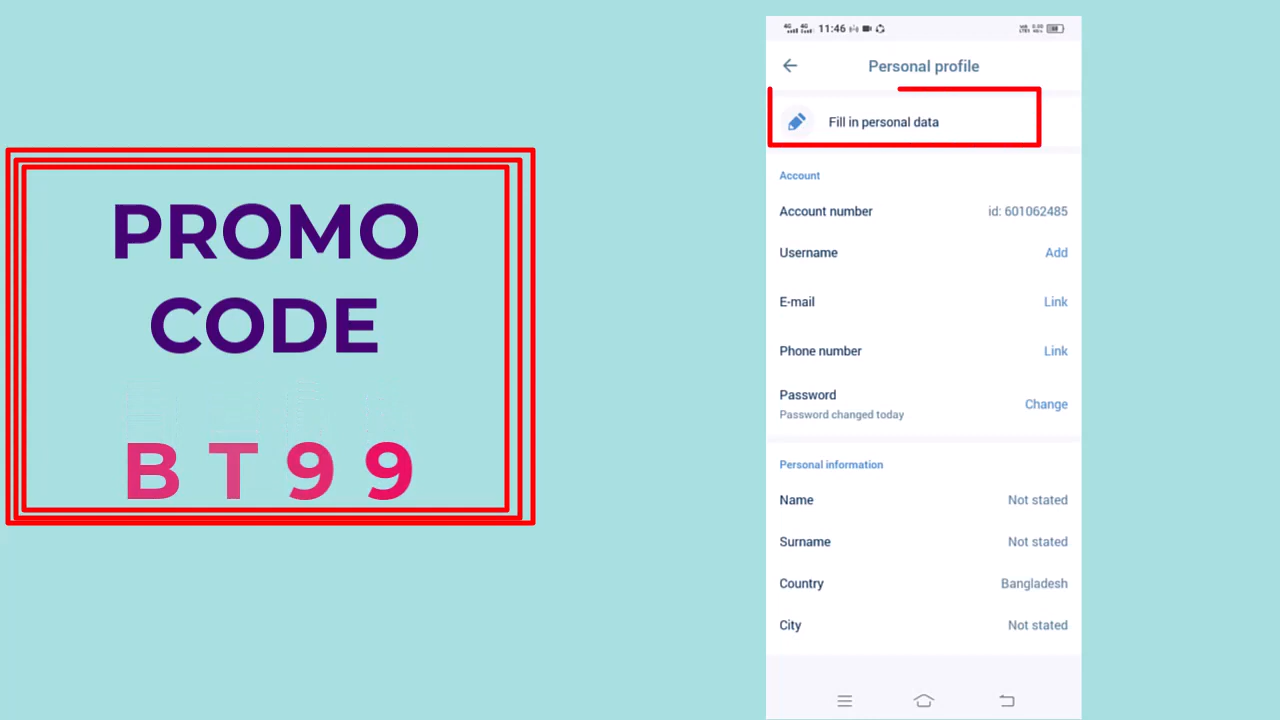 PROMO
CODE
BT99
11:46
Personal profile
Fill in personal data
Account
Account number id: 601062485
Username Add
E-mail Link
Phone number Link
Password
Password changed today
Change
Personal information
Name Not stated
Surname Not stated
Country Bangladesh
City Not stated